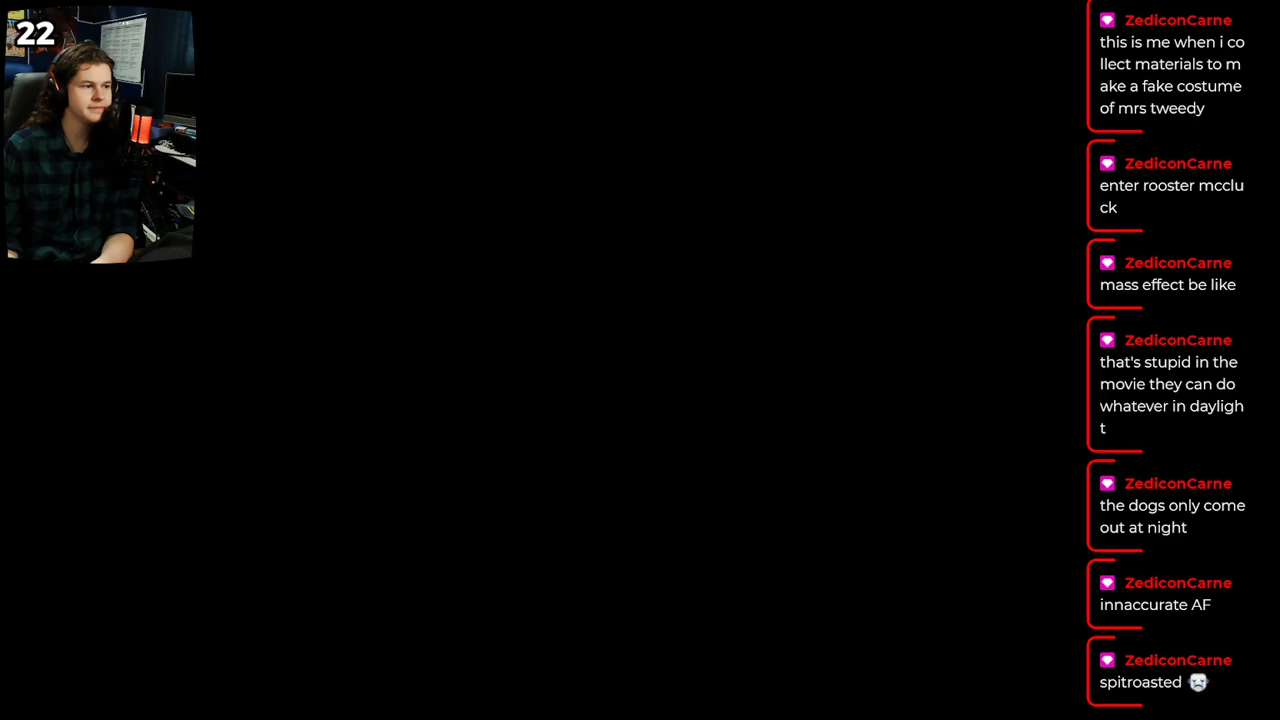 22
ZediconCarne
this is me when i co
llect materials to m
ake a fake costume
of mrs tweedy
ZediconCarne
enter rooster mcclu
ck
ZediconCarne
mass effect be like
ZediconCarne
that's stupid in the
movie they can do
whatever in dayligh
t
ZediconCarne
the dogs only come
out at night
ZediconCarne
innaccurate AF
ZediconCarne
spitroasted